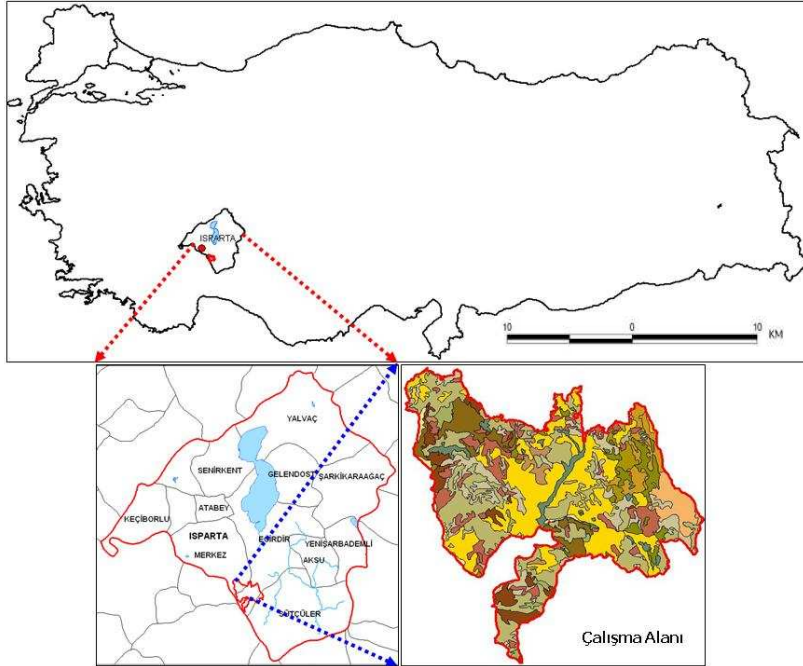 ISPARTA
10 0 10 KM
YALVAÇ
SENİRKENT
GELENDOST
ŞARKİKARAAĞAÇ
ATABEY
KEÇİBORLU
ISPARTA
MERKEZ
EĞİRDİR
YENİŞARBADEMLİ
AKSU
SÜTÇÜLER
Çalışma Alanı